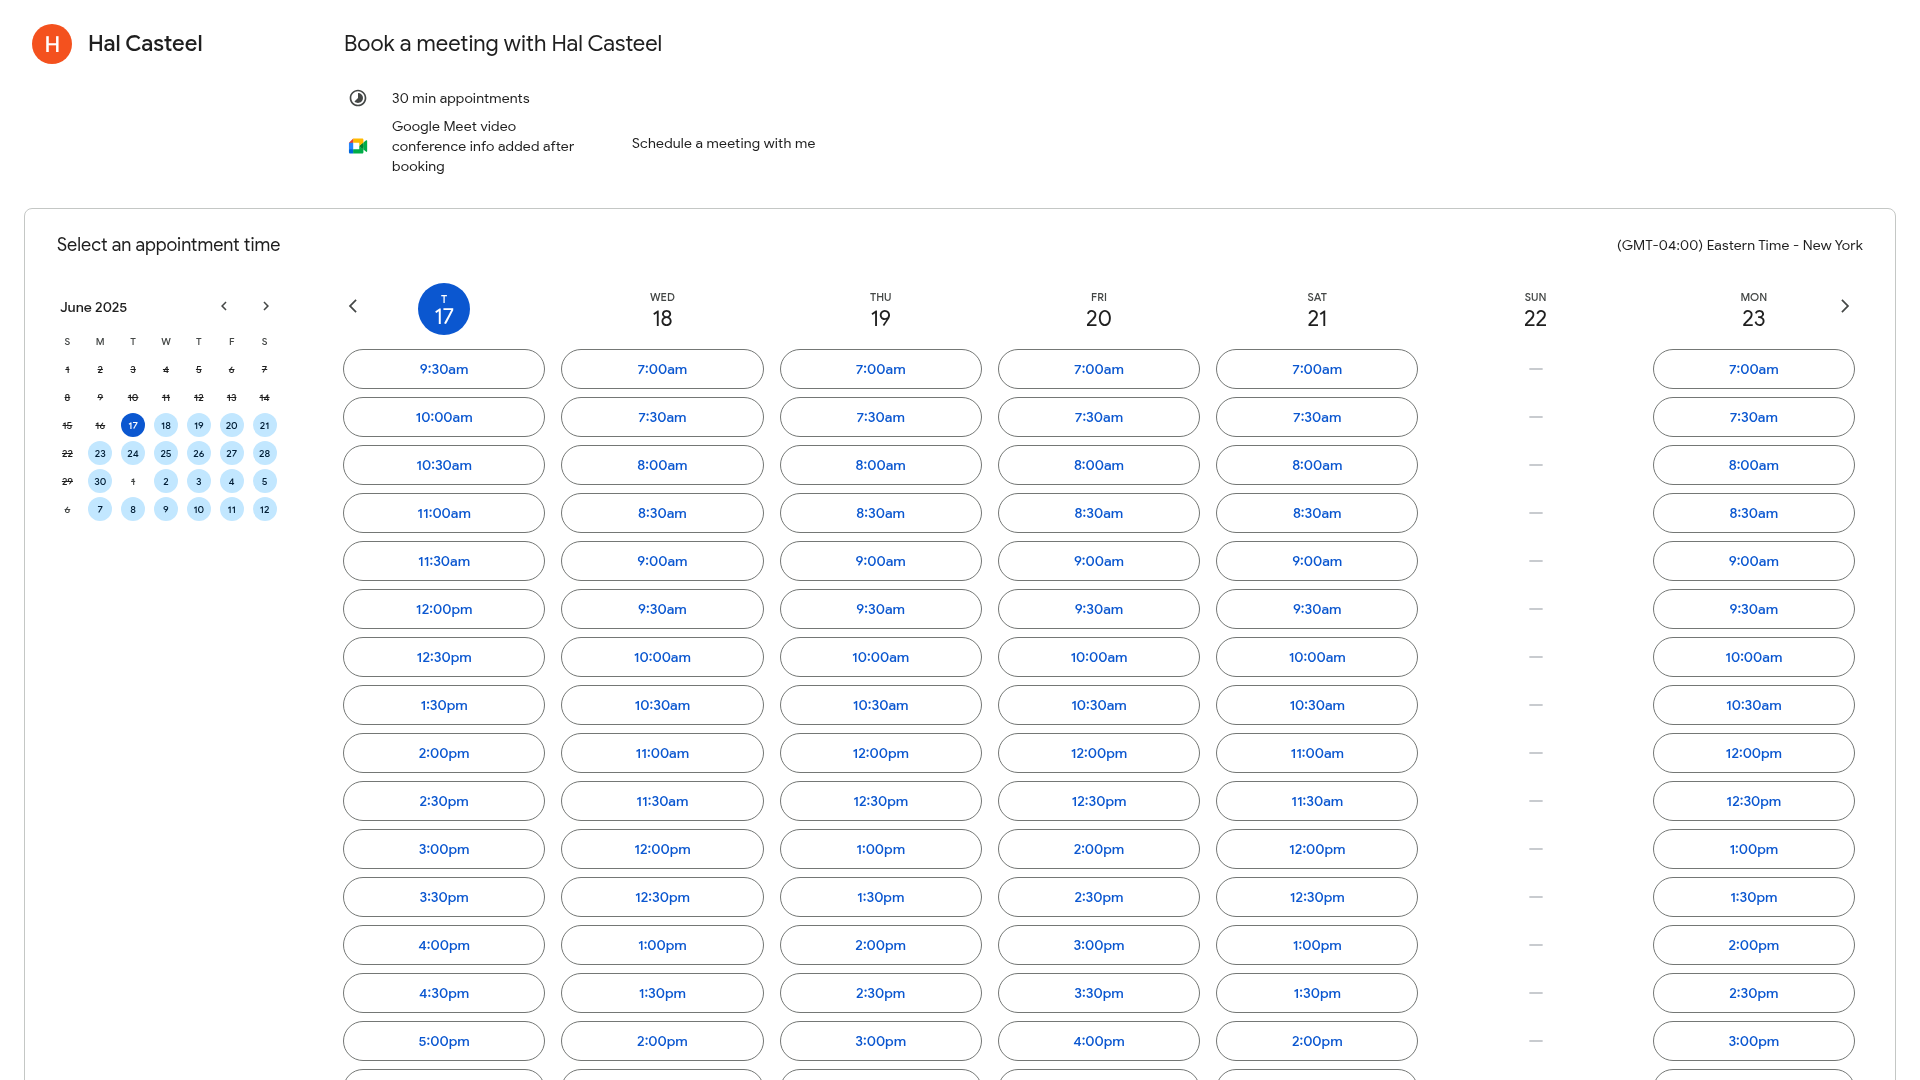 H
Hal Casteel
Book a meeting with Hal Casteel
30 min appointments
Google Meet video
conference info added after
booking
Schedule a meeting with me
Select an appointment time
(GMT-04:00) Eastern Time - New York
June 2025
S M T W T F S
1 2 3 4 5 6 7
8 9 10 11 12 13 14
15 16 17 18 19 20 21
22 23 24 25 26 27 28
29 30 1 2 3 4 5
6 7 8 9 10 11 12
T WED THU FRI SAT SUN MON
17 18 19 20 21 22 23
9:30am 7:00am 7:00am 7:00am 7:00am — 7:00am
10:00am 7:30am 7:30am 7:30am 7:30am — 7:30am
10:30am 8:00am 8:00am 8:00am 8:00am — 8:00am
11:00am 8:30am 8:30am 8:30am 8:30am — 8:30am
11:30am 9:00am 9:00am 9:00am 9:00am — 9:00am
12:00pm 9:30am 9:30am 9:30am 9:30am — 9:30am
12:30pm 10:00am 10:00am 10:00am 10:00am — 10:00am
1:30pm 10:30am 10:30am 10:30am 10:30am — 10:30am
2:00pm 11:00am 12:00pm 12:00pm 11:00am — 12:00pm
2:30pm 11:30am 12:30pm 12:30pm 11:30am — 12:30pm
3:00pm 12:00pm 1:00pm 2:00pm 12:00pm — 1:00pm
3:30pm 12:30pm 1:30pm 2:30pm 12:30pm — 1:30pm
4:00pm 1:00pm 2:00pm 3:00pm 1:00pm — 2:00pm
4:30pm 1:30pm 2:30pm 3:30pm 1:30pm — 2:30pm
5:00pm 2:00pm 3:00pm 4:00pm 2:00pm — 3:00pm